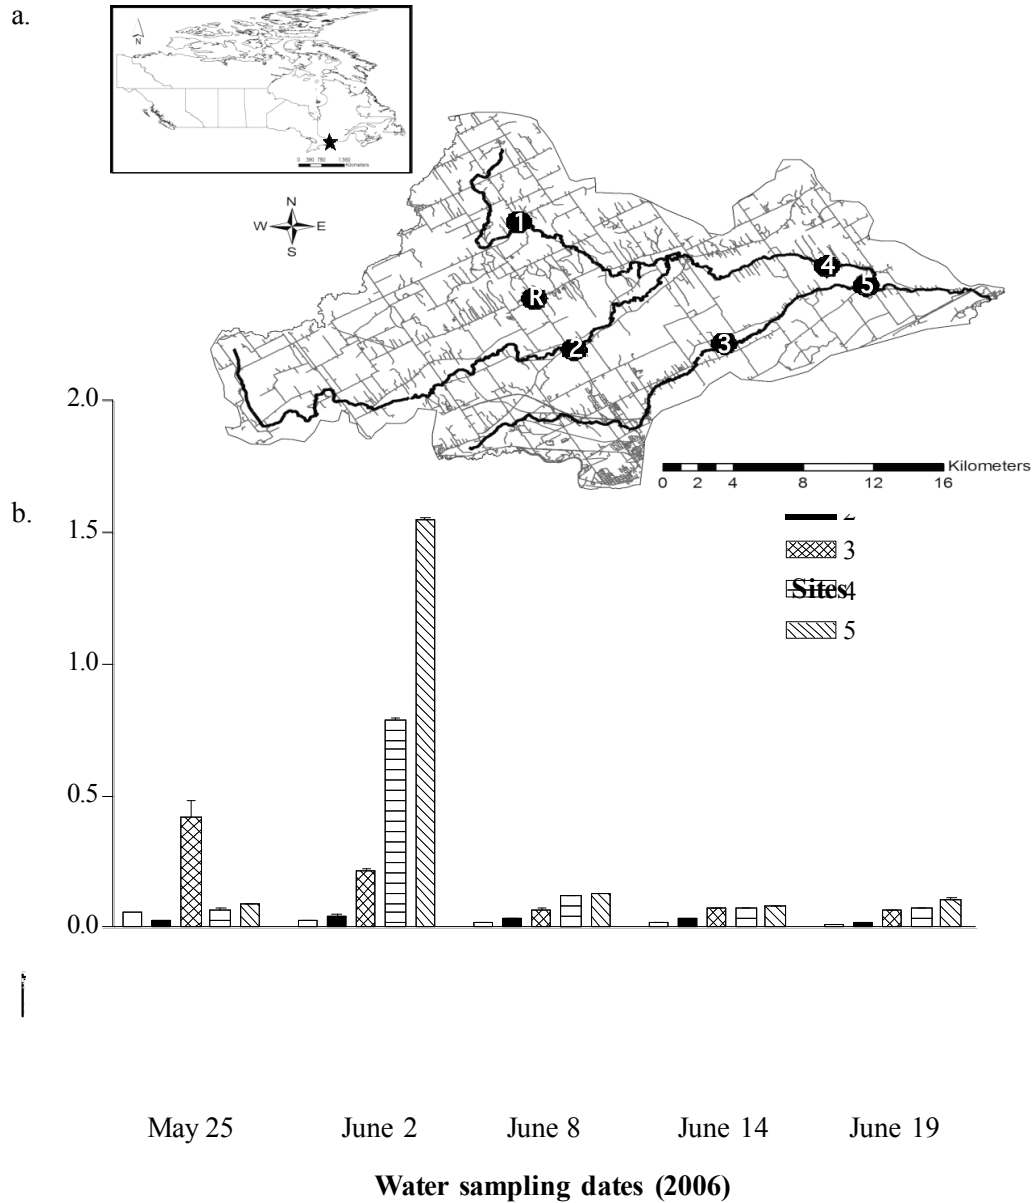 a.
N
0 390 780 1,560
Kilometers
N
W E
S
1
R
2
3
4
5
Kilometers
0 2 4 8 12 16
b.
2.0
1.5
1.0
0.5
0.0
3
Sites
4
5
May 25 June 2 June 8 June 14 June 19
Water sampling dates (2006)